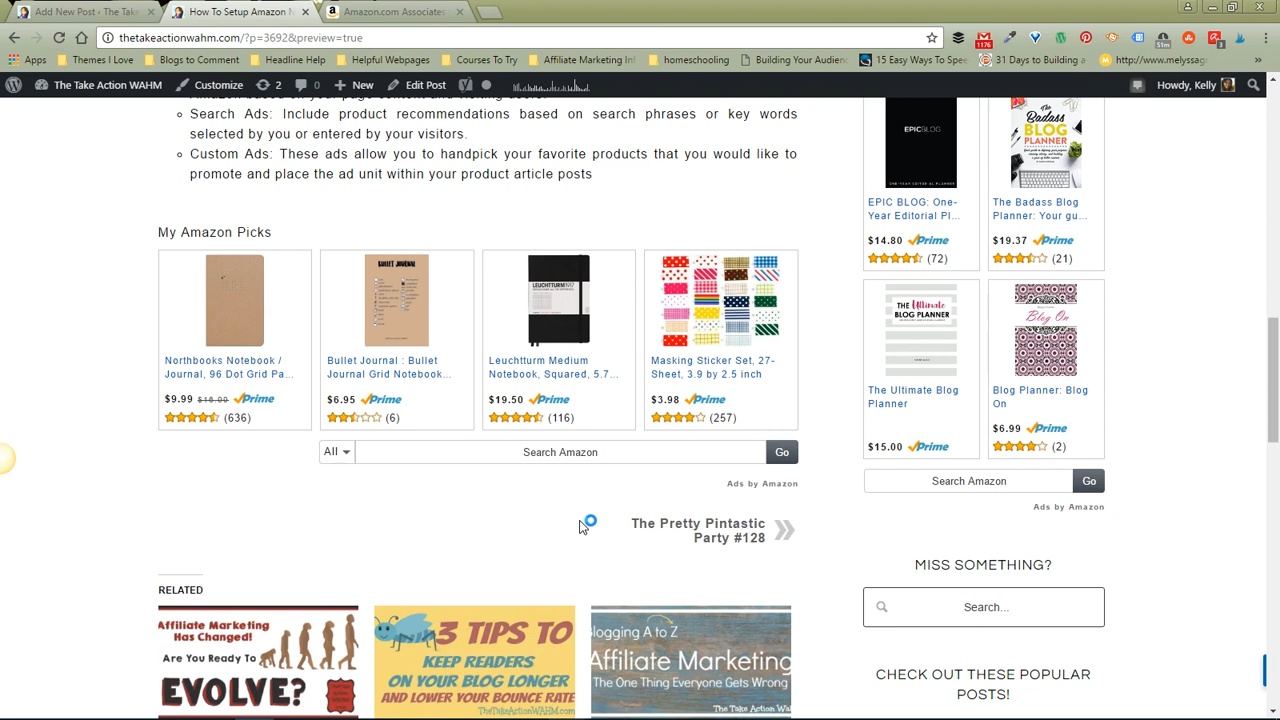 Add New Post ‹ The Take
How To Setup Amazon N
Amazon.com Associates
thetakeactionwahm.com/?p=3692&preview=true
1176
51m
3
Apps
Themes I Love
Blogs to Comment
Headline Help
Helpful Webpages
Courses To Try
Affiliate Marketing Inf
homeschooling
Building Your Audienc
15 Easy Ways To Spee
31 Days to Building a
http://www.melyssag
The Take Action WAHM
Customize
2
0
New
Edit Post
Howdy, Kelly
Search Ads: Include product recommendations based on search phrases or key words
selected by you or entered by your visitors.
Custom Ads: These ads allow you to handpick your favorite products that you would like to
promote and place the ad unit within your product article posts
My Amazon Picks
BULLET JOURNAL
LEUCHTTURM1917
Northbooks Notebook /
Journal, 96 Dot Grid Pa...
$9.99 $16.00 Prime
(636)
Bullet Journal : Bullet
Journal Grid Notebook...
$6.95 Prime
(6)
Leuchtturm Medium
Notebook, Squared, 5.7...
$19.50 Prime
(116)
Masking Sticker Set, 27-
Sheet, 3.9 by 2.5 inch
$3.98 Prime
(257)
All
Search Amazon
Go
Ads by Amazon
The Pretty Pintastic
Party #128
RELATED
Affiliate Marketing
Has Changed!
Are You Ready To
EVOLVE?
3 TIPS TO
KEEP READERS
ON YOUR BLOG LONGER
AND LOWER YOUR BOUNCE RATE
TheTakeActionWAHM.com
Blogging A to Z
Affiliate Marketing
The One Thing Everyone Gets Wrong
The Take Action Wa
EPICBLOG
The
Badass
BLOG
PLANNER
EPIC BLOG: One-
Year Editorial Pl...
$14.80 Prime
(72)
The Badass Blog
Planner: Your gu...
$19.37 Prime
(21)
THE Ultimate
BLOG PLANNER
Blog On
The Ultimate Blog
Planner
$15.00 Prime
Blog Planner: Blog
On
$6.99 Prime
(2)
Search Amazon
Go
Ads by Amazon
MISS SOMETHING?
Search...
CHECK OUT THESE POPULAR
POSTS!